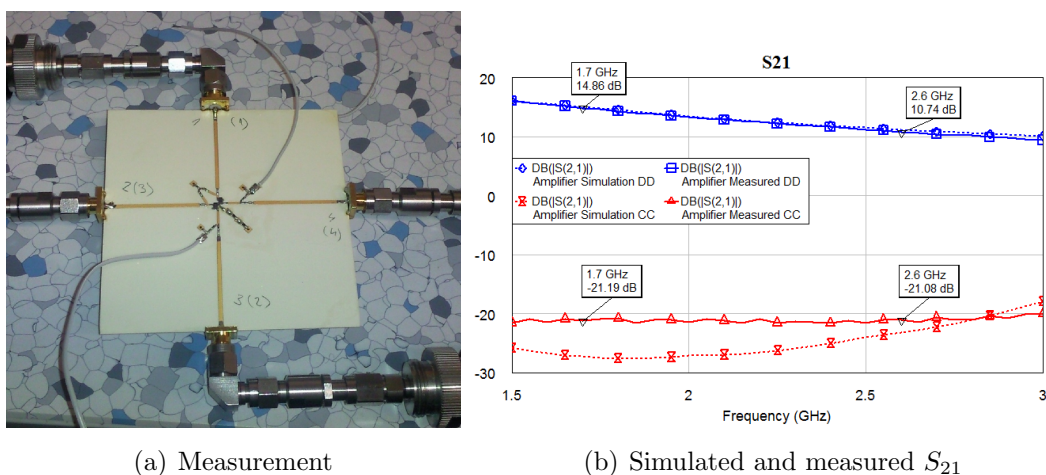 1 (1)
2(3)
(4)
3(2)
S21
20
10
0
-10
-20
-30
1.7 GHz
14.86 dB
2.6 GHz
10.74 dB
DB(|S(2,1)|)
Amplifier Simulation DD
DB(|S(2,1)|)
Amplifier Measured DD
DB(|S(2,1)|)
Amplifier Simulation CC
DB(|S(2,1)|)
Amplifier Measured CC
1.7 GHz
-21.19 dB
2.6 GHz
-21.08 dB
1.5
2
2.5
3
Frequency (GHz)
(a) Measurement
(b) Simulated and measured S21